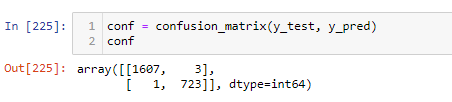 In [225]:
1 conf = confusion_matrix(y_test, y_pred)
2 conf
Out[225]: array([[1607,    3],
       [   1,  723]], dtype=int64)